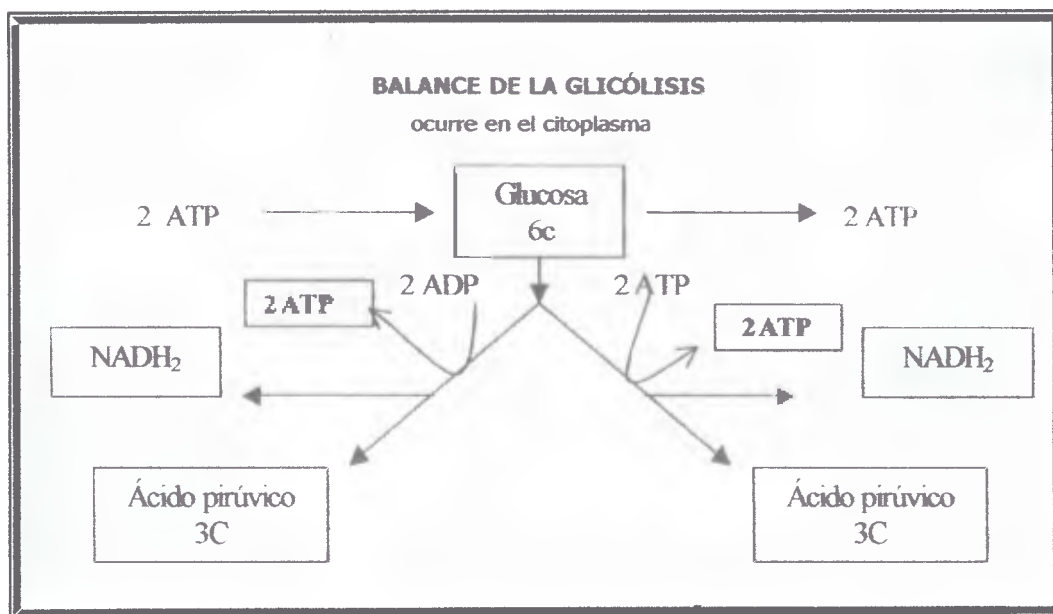 BALANCE DE LA GLICÓLISIS
ocurre en el citoplasma
Glucosa
6c
2 ATP
2 ATP
2 ADP
2 ATP
2 ATP
2 ATP
NADH₂
NADH₂
Ácido pirúvico
3C
Ácido pirúvico
3C